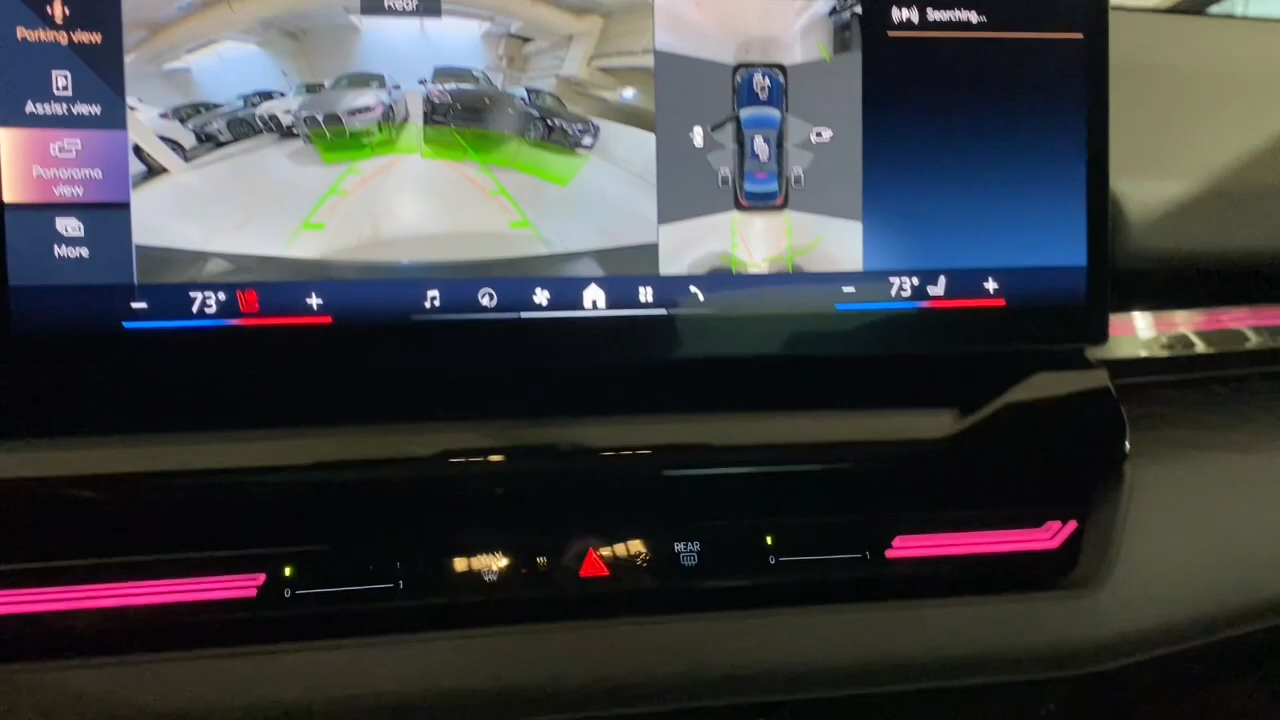 Rear
Searching...
Parking view
Assist view
Panorama
view
More
73°
73°
REAR
0
1
0
1